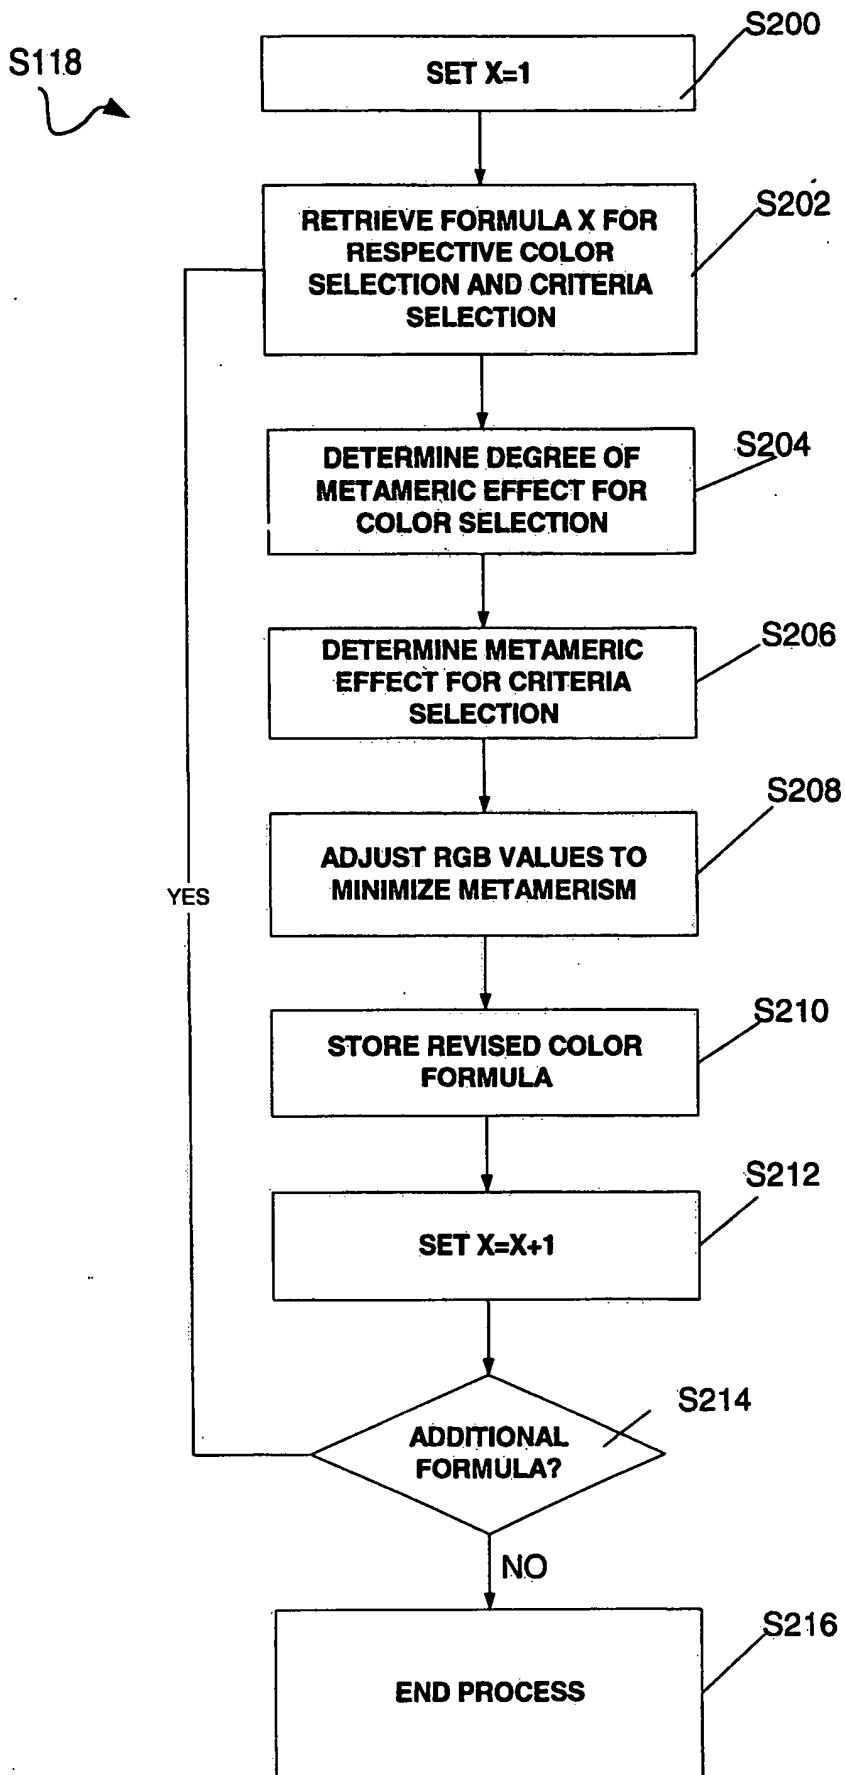 S118
S200
SET X=1
S202
RETRIEVE FORMULA X FOR
RESPECTIVE COLOR
SELECTION AND CRITERIA
SELECTION
S204
DETERMINE DEGREE OF
METAMERIC EFFECT FOR
COLOR SELECTION
S206
DETERMINE METAMERIC
EFFECT FOR CRITERIA
SELECTION
S208
ADJUST RGB VALUES TO
MINIMIZE METAMERISM
YES
S210
STORE REVISED COLOR
FORMULA
S212
SET X=X+1
S214
ADDITIONAL
FORMULA?
NO
S216
END PROCESS